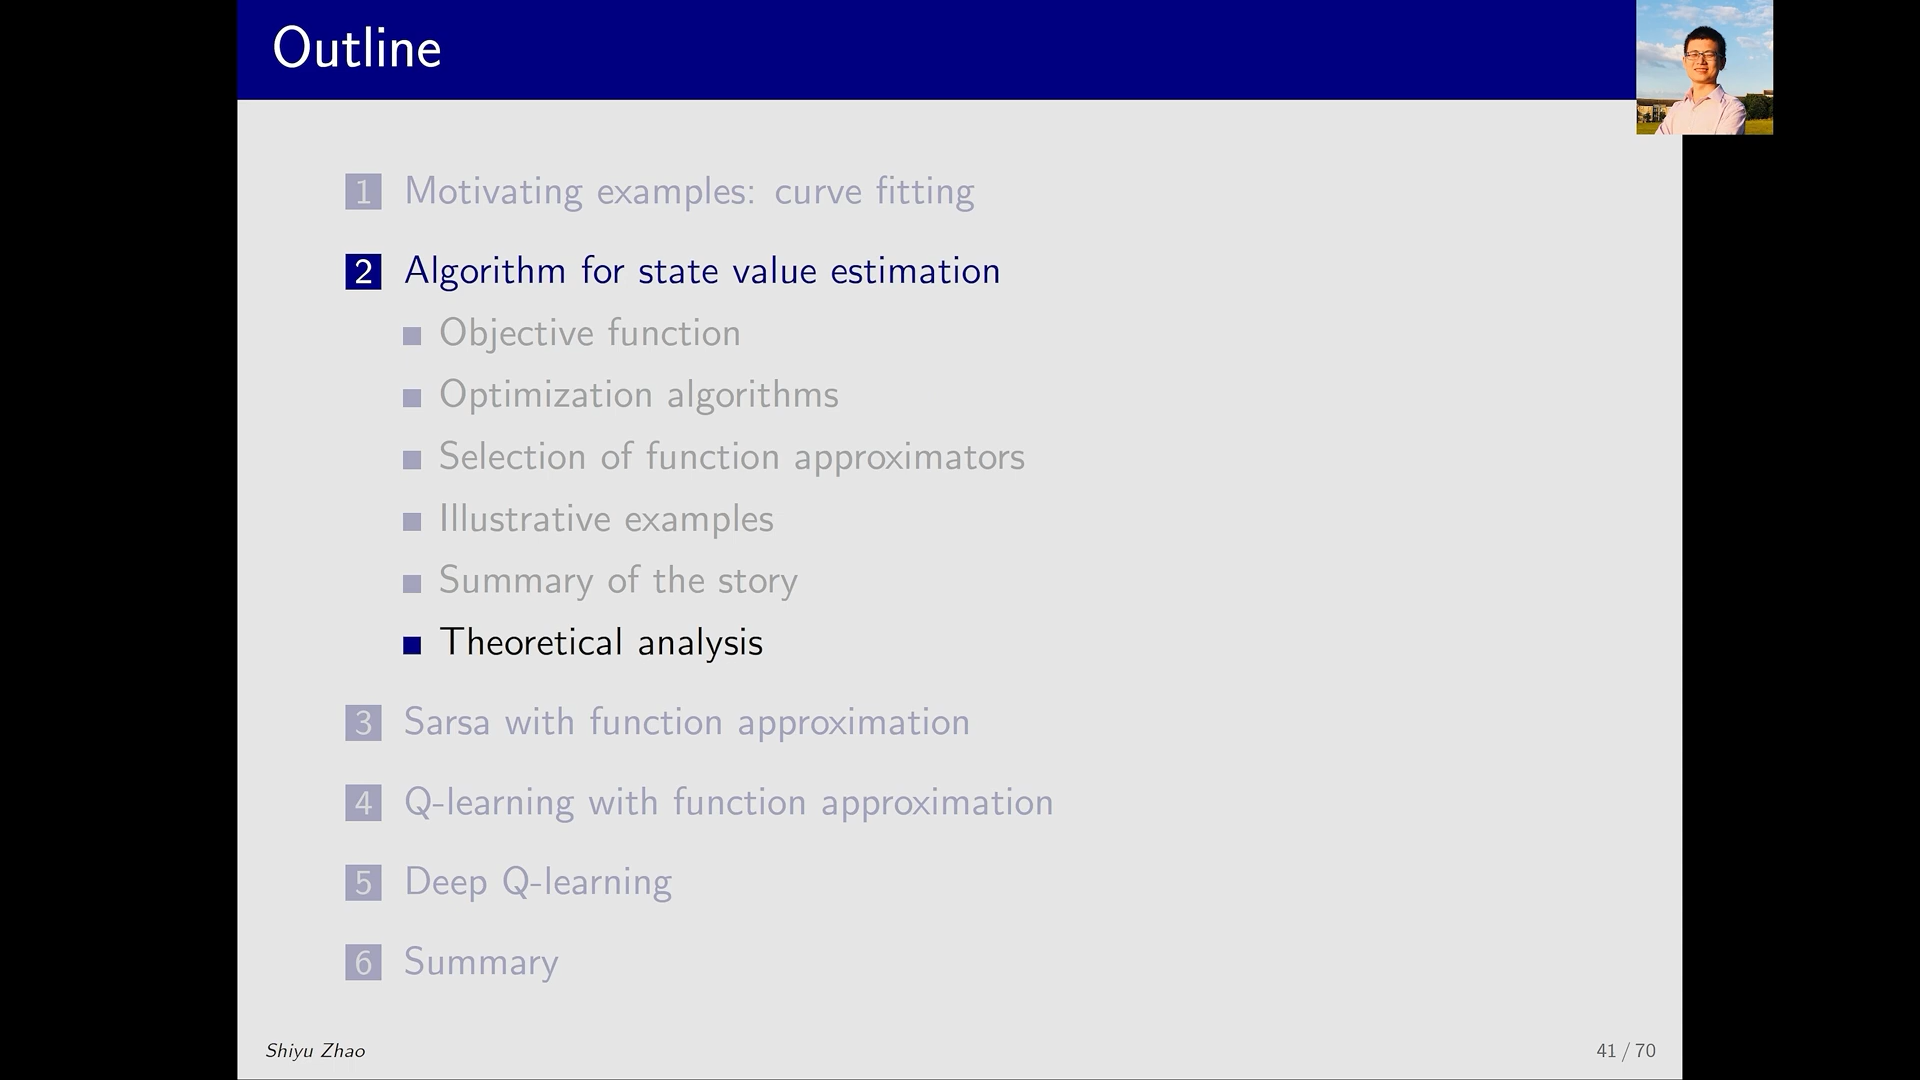 Outline
1 Motivating examples: curve fitting
2 Algorithm for state value estimation
Objective function
Optimization algorithms
Selection of function approximators
Illustrative examples
Summary of the story
Theoretical analysis
3 Sarsa with function approximation
4 Q-learning with function approximation
5 Deep Q-learning
6 Summary
Shiyu Zhao
41 / 70